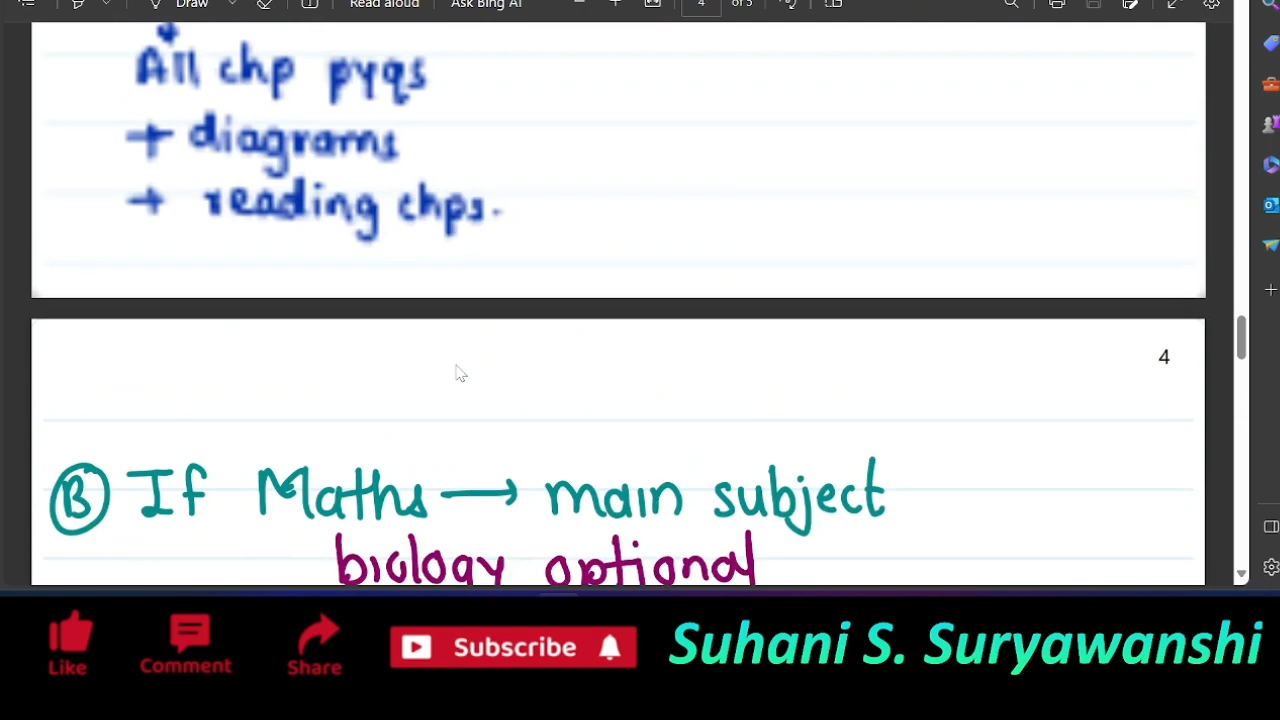 Draw
Read aloud
Ask Bing AI
4
of 5
All chp pyqs
+ diagrams
+ reading chps.
4
B If Maths → main subject
biology optional
Like
Comment
Share
Subscribe
Suhani S. Suryawanshi